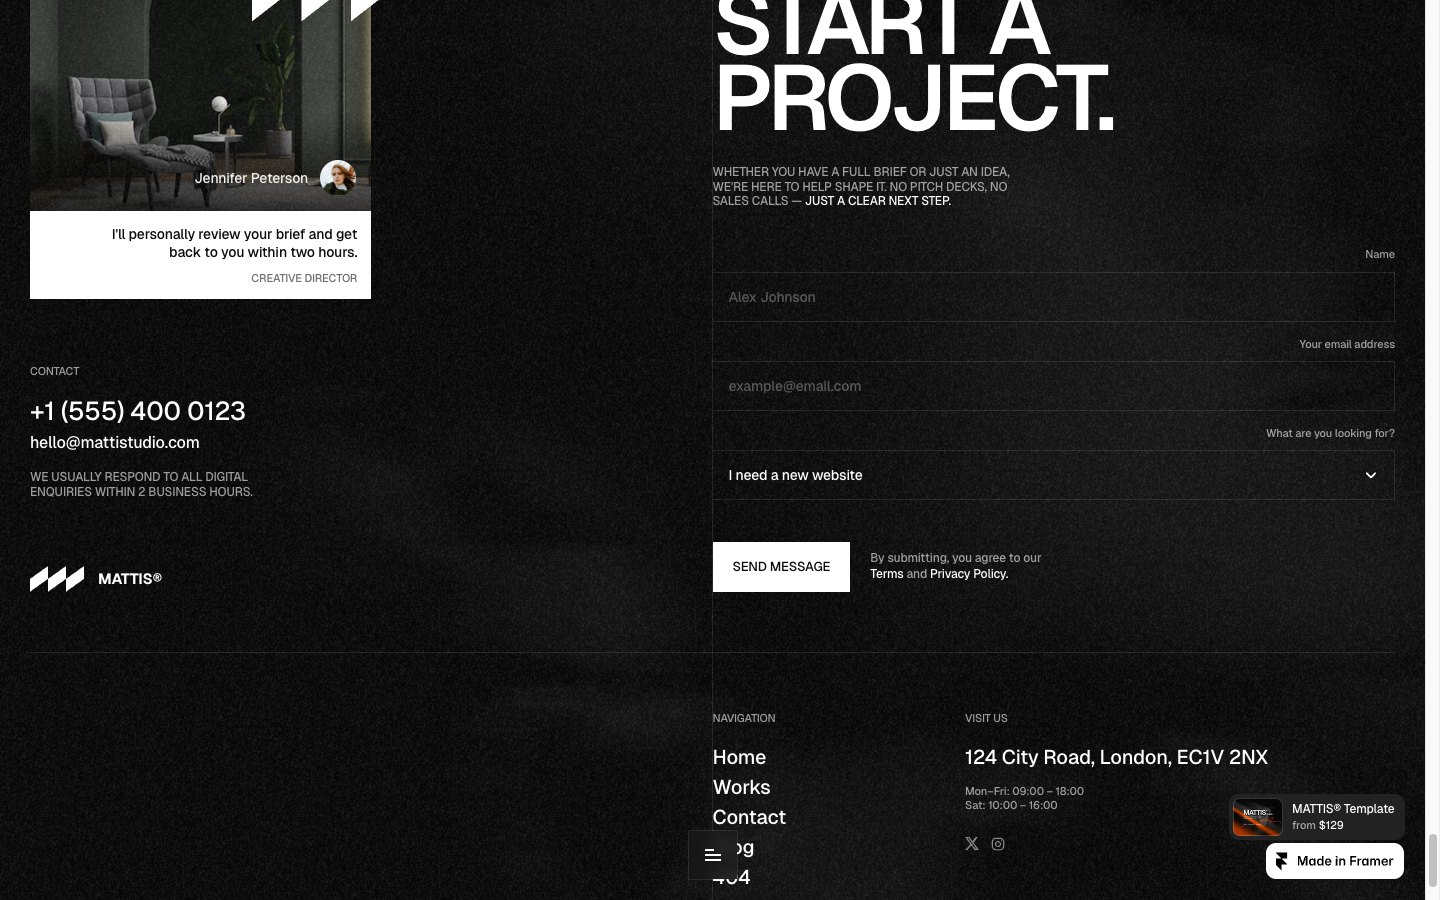 START A
PROJECT.
WHETHER YOU HAVE A FULL BRIEF OR JUST AN IDEA,
WE'RE HERE TO HELP SHAPE IT. NO PITCH DECKS, NO
SALES CALLS — JUST A CLEAR NEXT STEP.
Jennifer Peterson
I'll personally review your brief and get
back to you within two hours.
CREATIVE DIRECTOR
Name
Alex Johnson
Your email address
example@email.com
What are you looking for?
I need a new website
SEND MESSAGE
By submitting, you agree to our
Terms and Privacy Policy.
CONTACT
+1 (555) 400 0123
hello@mattistudio.com
WE USUALLY RESPOND TO ALL DIGITAL
ENQUIRIES WITHIN 2 BUSINESS HOURS.
MATTIS®
NAVIGATION
Home
Works
Contact
404
VISIT US
124 City Road, London, EC1V 2NX
Mon–Fri: 09:00 – 18:00
Sat: 10:00 – 16:00
MATTIS® Template
from $129
Made in Framer